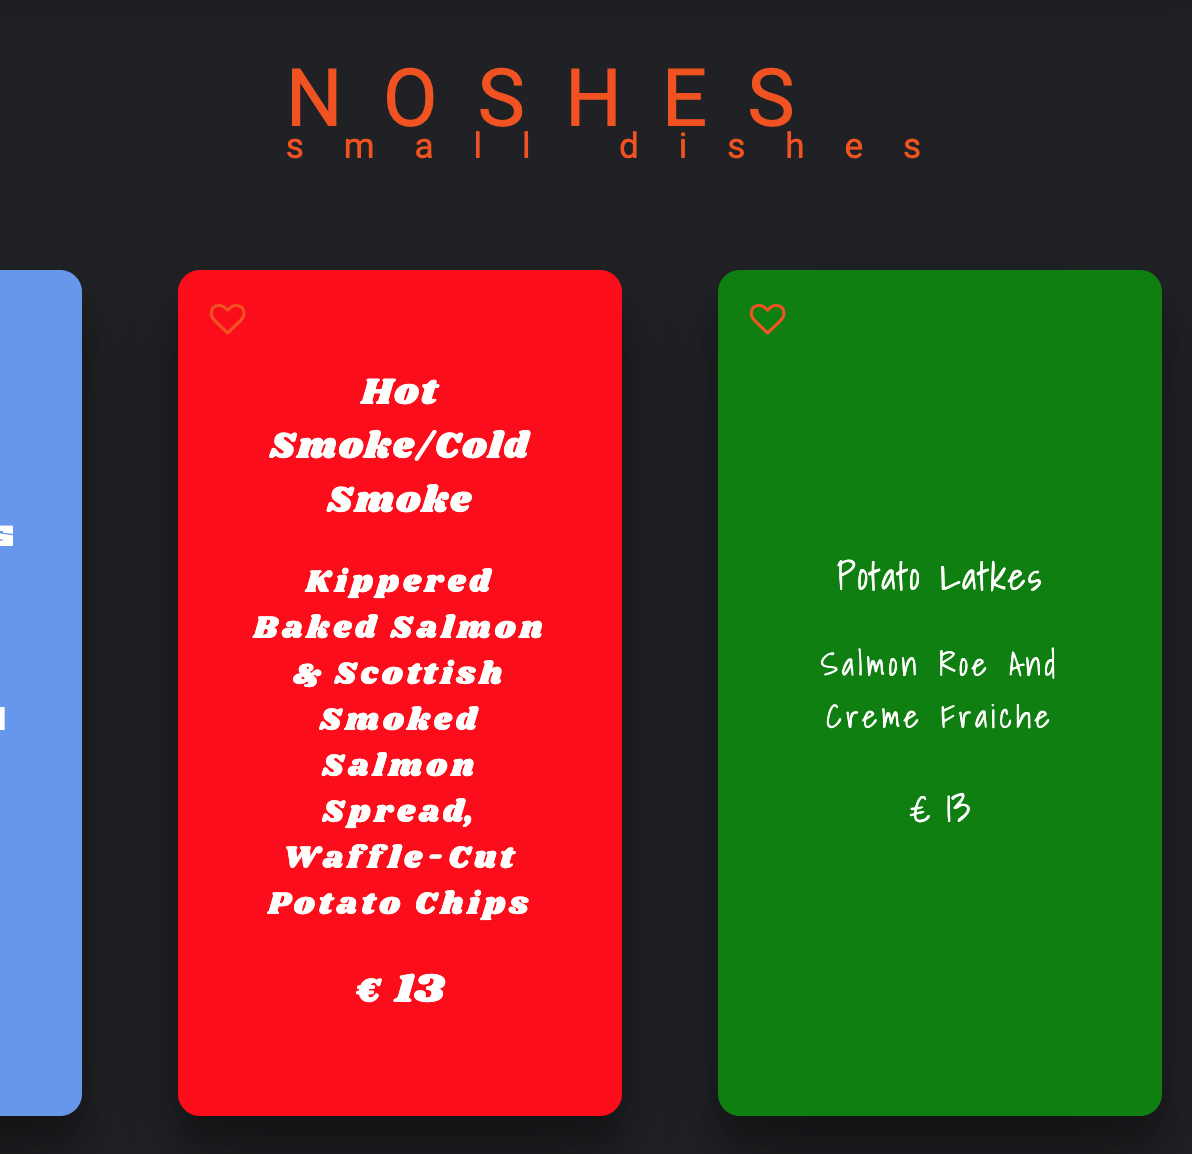 NOSHES
small dishes
Hot
Smoke/Cold
Smoke
Kippered
Baked Salmon
& Scottish
Smoked
Salmon
Spread,
Waffle-Cut
Potato Chips
€ 13
Potato Latkes
Salmon Roe And
Creme Fraiche
€ 13